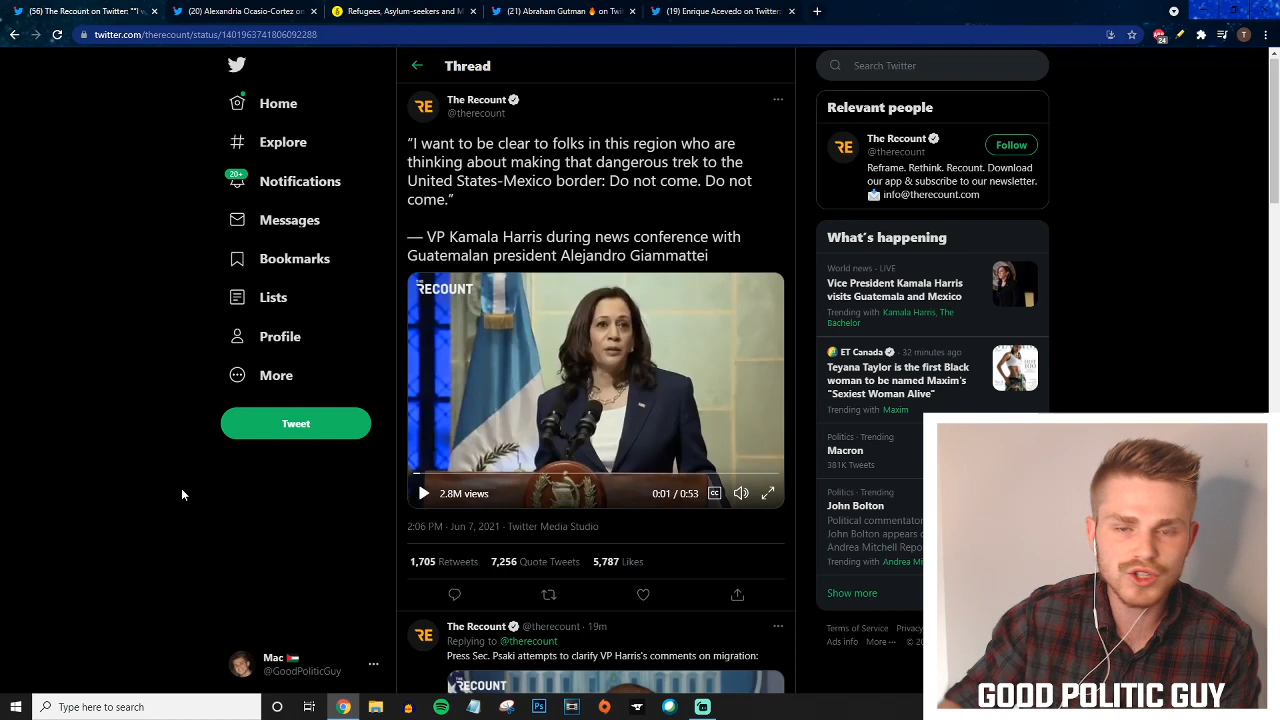 (56) The Recount on Twitter: ""I w
(20) Alexandria Ocasio-Cortez on
Refugees, Asylum-seekers and M
(21) Abraham Gutman 🔥 on Twi
(19) Enrique Acevedo on Twitter:
twitter.com/therecount/status/1401963741806092288
24
T
Home
Explore
20+
Notifications
Messages
Bookmarks
Lists
Profile
More
Tweet
Mac 🇵🇸
@GoodPoliticGuy
Thread
RE
The Recount
@therecount
“I want to be clear to folks in this region who are
thinking about making that dangerous trek to the
United States-Mexico border: Do not come. Do not
come.”
— VP Kamala Harris during news conference with
Guatemalan president Alejandro Giammattei
THE
RECOUNT
2.8M views
0:01 / 0:53
CC
2:06 PM · Jun 7, 2021 · Twitter Media Studio
1,705 Retweets 7,256 Quote Tweets 5,787 Likes
RE
The Recount @therecount · 19m
Replying to @therecount
Press Sec. Psaki attempts to clarify VP Harris's comments on migration:
THE
RECOUNT
Search Twitter
Relevant people
RE
The Recount
@therecount
Follow
Reframe. Rethink. Recount. Download
our app & subscribe to our newsletter.
📩 info@therecount.com
What's happening
World news · LIVE
Vice President Kamala Harris
visits Guatemala and Mexico
Trending with Kamala Harris, The
Bachelor
ET Canada · 32 minutes ago
Teyana Taylor is the first Black
woman to be named Maxim's
"Sexiest Woman Alive"
Trending with Maxim
Politics · Trending
Macron
381K Tweets
Politics · Trending
John Bolton
Political commentato
John Bolton appears o
Andrea Mitchell Repo
Trending with Andrea Mi
Show more
Terms of Service Privacy
Ads info More ··· © 20
GOOD POLITIC GUY
Type here to search
Ps